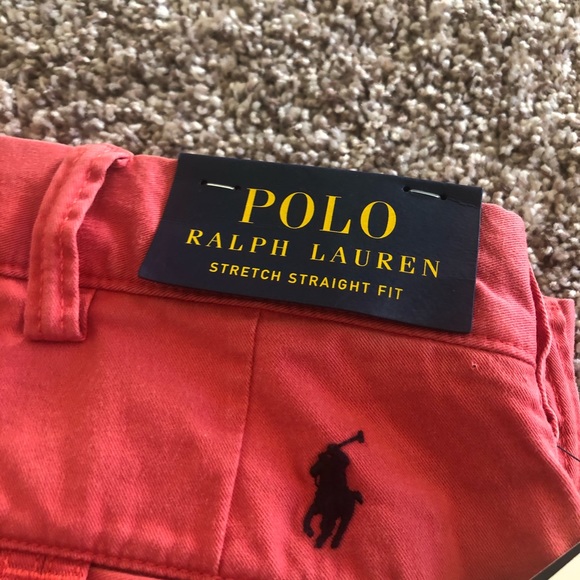 POLO
RALPH LAUREN
STRETCH STRAIGHT FIT